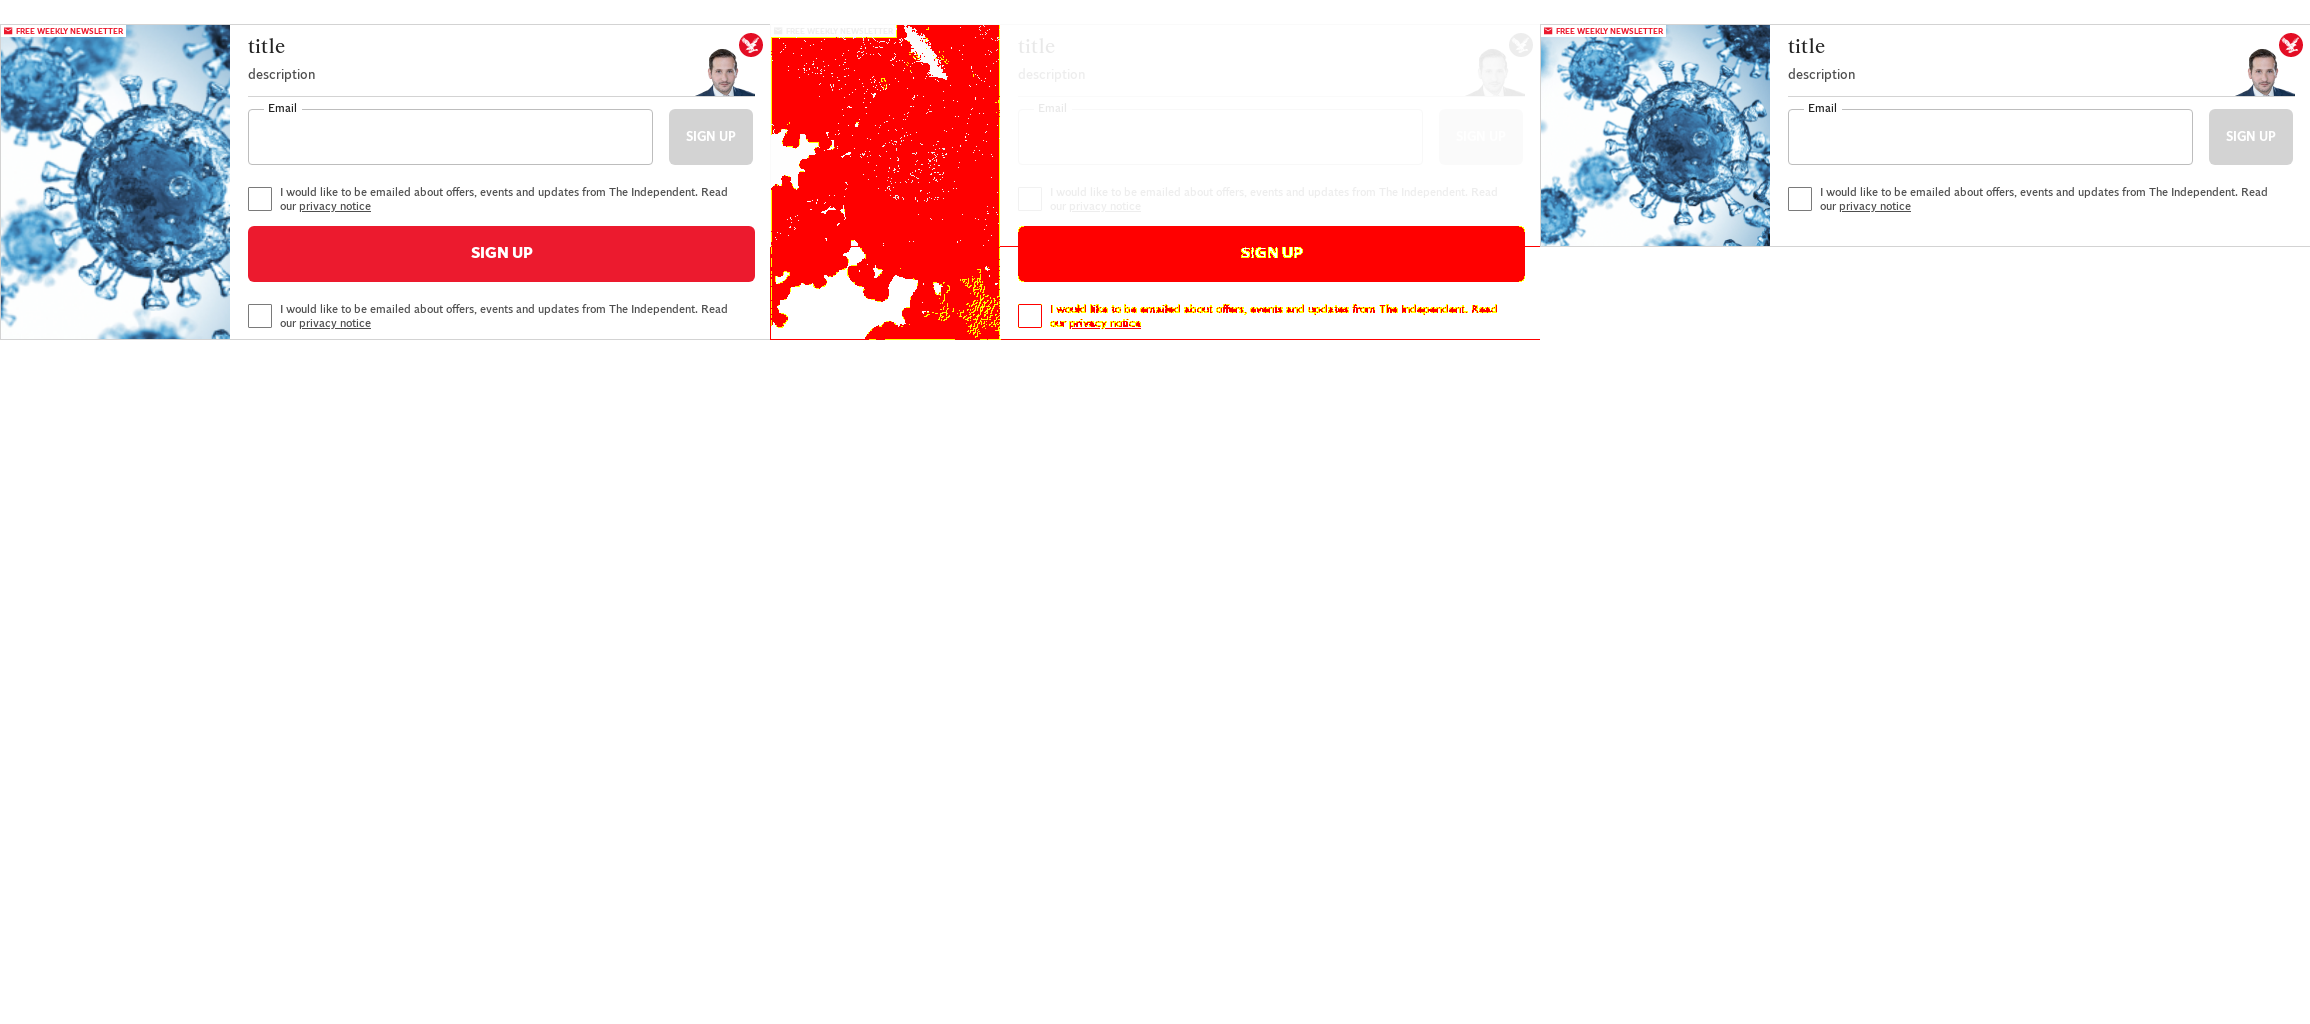 FREE WEEKLY NEWSLETTER
title
description
Email
SIGN UP
I would like to be emailed about offers, events and updates from The Independent. Read
our privacy notice
SIGN UP
I would like to be emailed about offers, events and updates from The Independent. Read
our privacy notice
FREE WEEKLY NEWSLETTER
title
description
Email
SIGN UP
I would like to be emailed about offers, events and updates from The Independent. Read
our privacy notice
SIGN UP
I would like to be emailed about offers, events and updates from The Independent. Read
our privacy notice
FREE WEEKLY NEWSLETTER
title
description
Email
SIGN UP
I would like to be emailed about offers, events and updates from The Independent. Read
our privacy notice